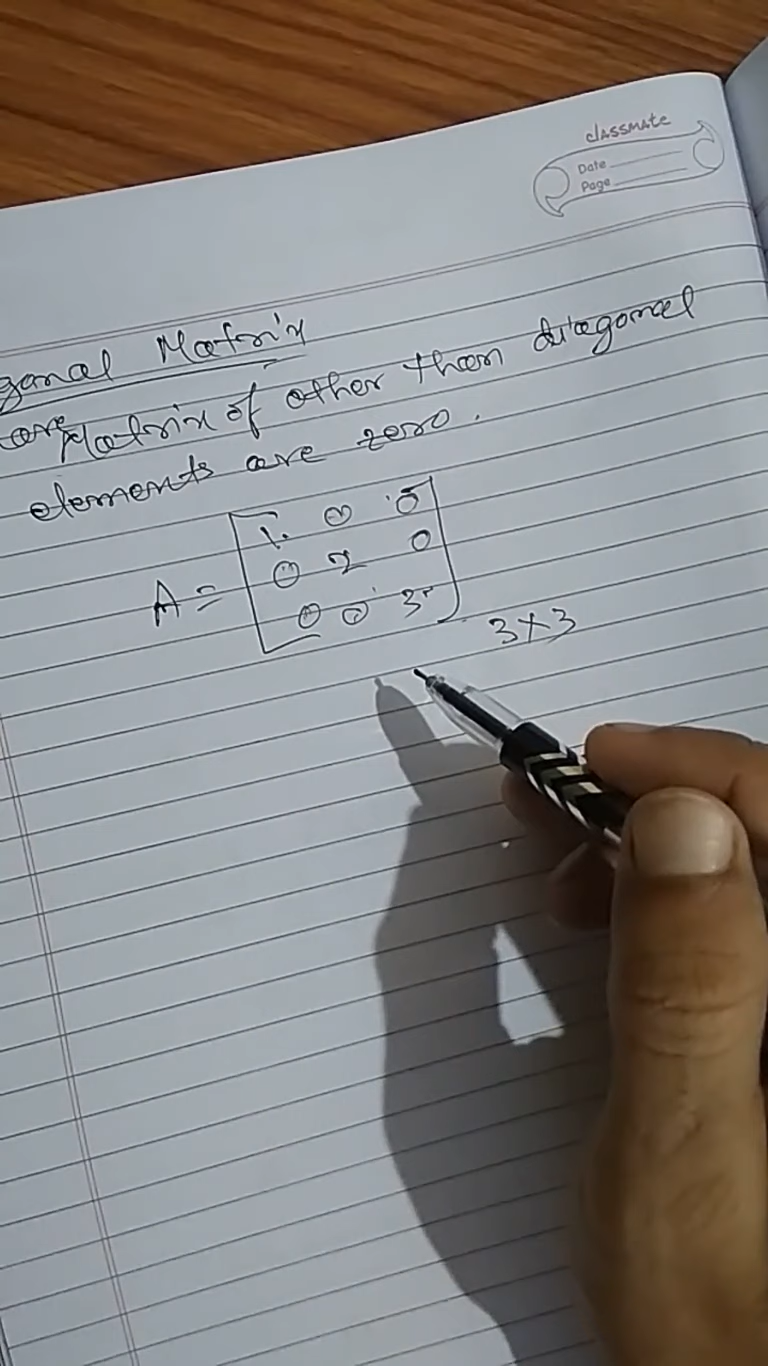 classmate
Date
Page
gonal Matrix
are Matrix of other than diagonal
elements are zero.
A = [1. 0 0
0 2 0
0 0 3]
3×3